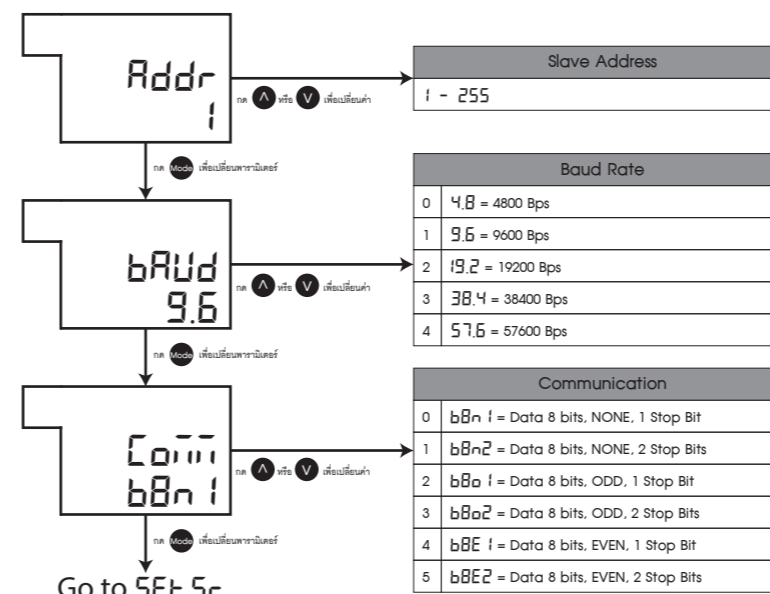 Addr
1
กด ∧ หรือ ∨ เพื่อเปลี่ยนค่า
Slave Address
1 - 255
กด Mode เพื่อเปลี่ยนพารามิเตอร์
bAUd
9.6
กด ∧ หรือ ∨ เพื่อเปลี่ยนค่า
Baud Rate
0 4.8 = 4800 Bps
1 9.6 = 9600 Bps
2 19.2 = 19200 Bps
3 38.4 = 38400 Bps
4 57.6 = 57600 Bps
กด Mode เพื่อเปลี่ยนพารามิเตอร์
Comm
b8n1
กด ∧ หรือ ∨ เพื่อเปลี่ยนค่า
Communication
0 b8n1 = Data 8 bits, NONE, 1 Stop Bit
1 b8n2 = Data 8 bits, NONE, 2 Stop Bits
2 b8o1 = Data 8 bits, ODD, 1 Stop Bit
3 b8o2 = Data 8 bits, ODD, 2 Stop Bits
4 b8E1 = Data 8 bits, EVEN, 1 Stop Bit
5 b8E2 = Data 8 bits, EVEN, 2 Stop Bits
กด Mode เพื่อเปลี่ยนพารามิเตอร์
Go to SEt Sr